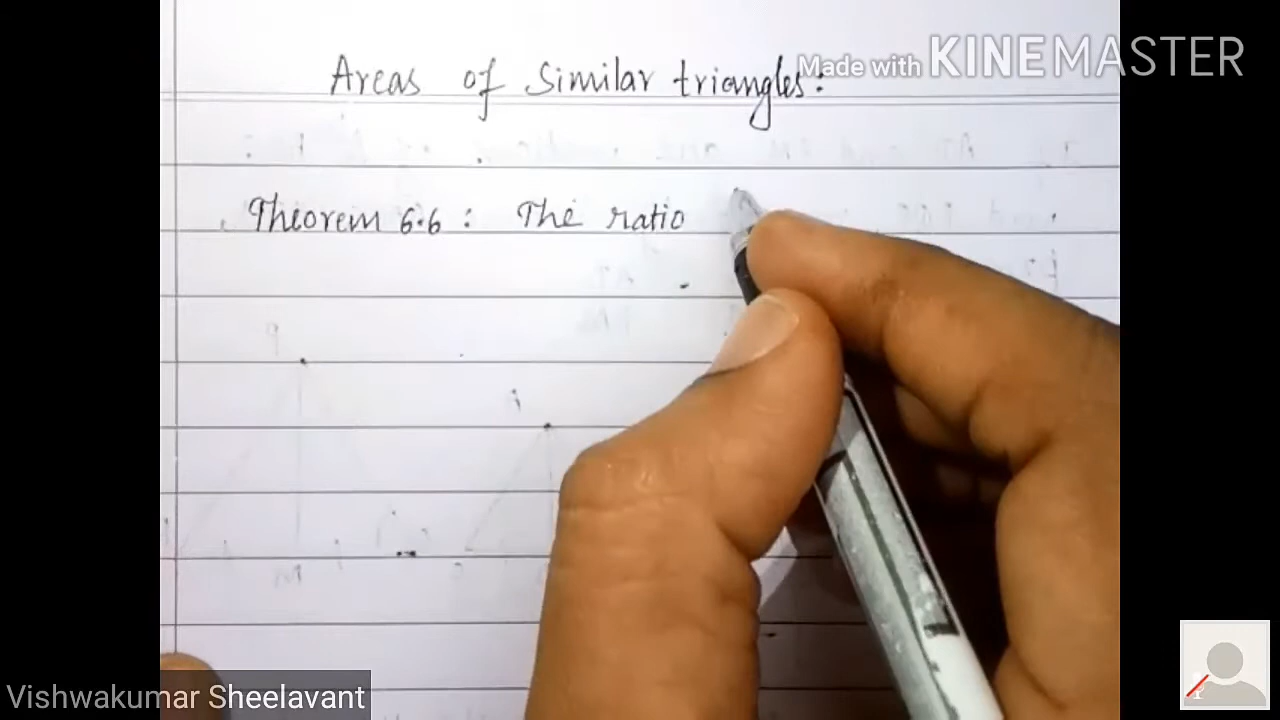 Made with KINEMASTER
Areas of Similar triangles:
Theorem 6.6 : The ratio
M
Vishwakumar Sheelavant